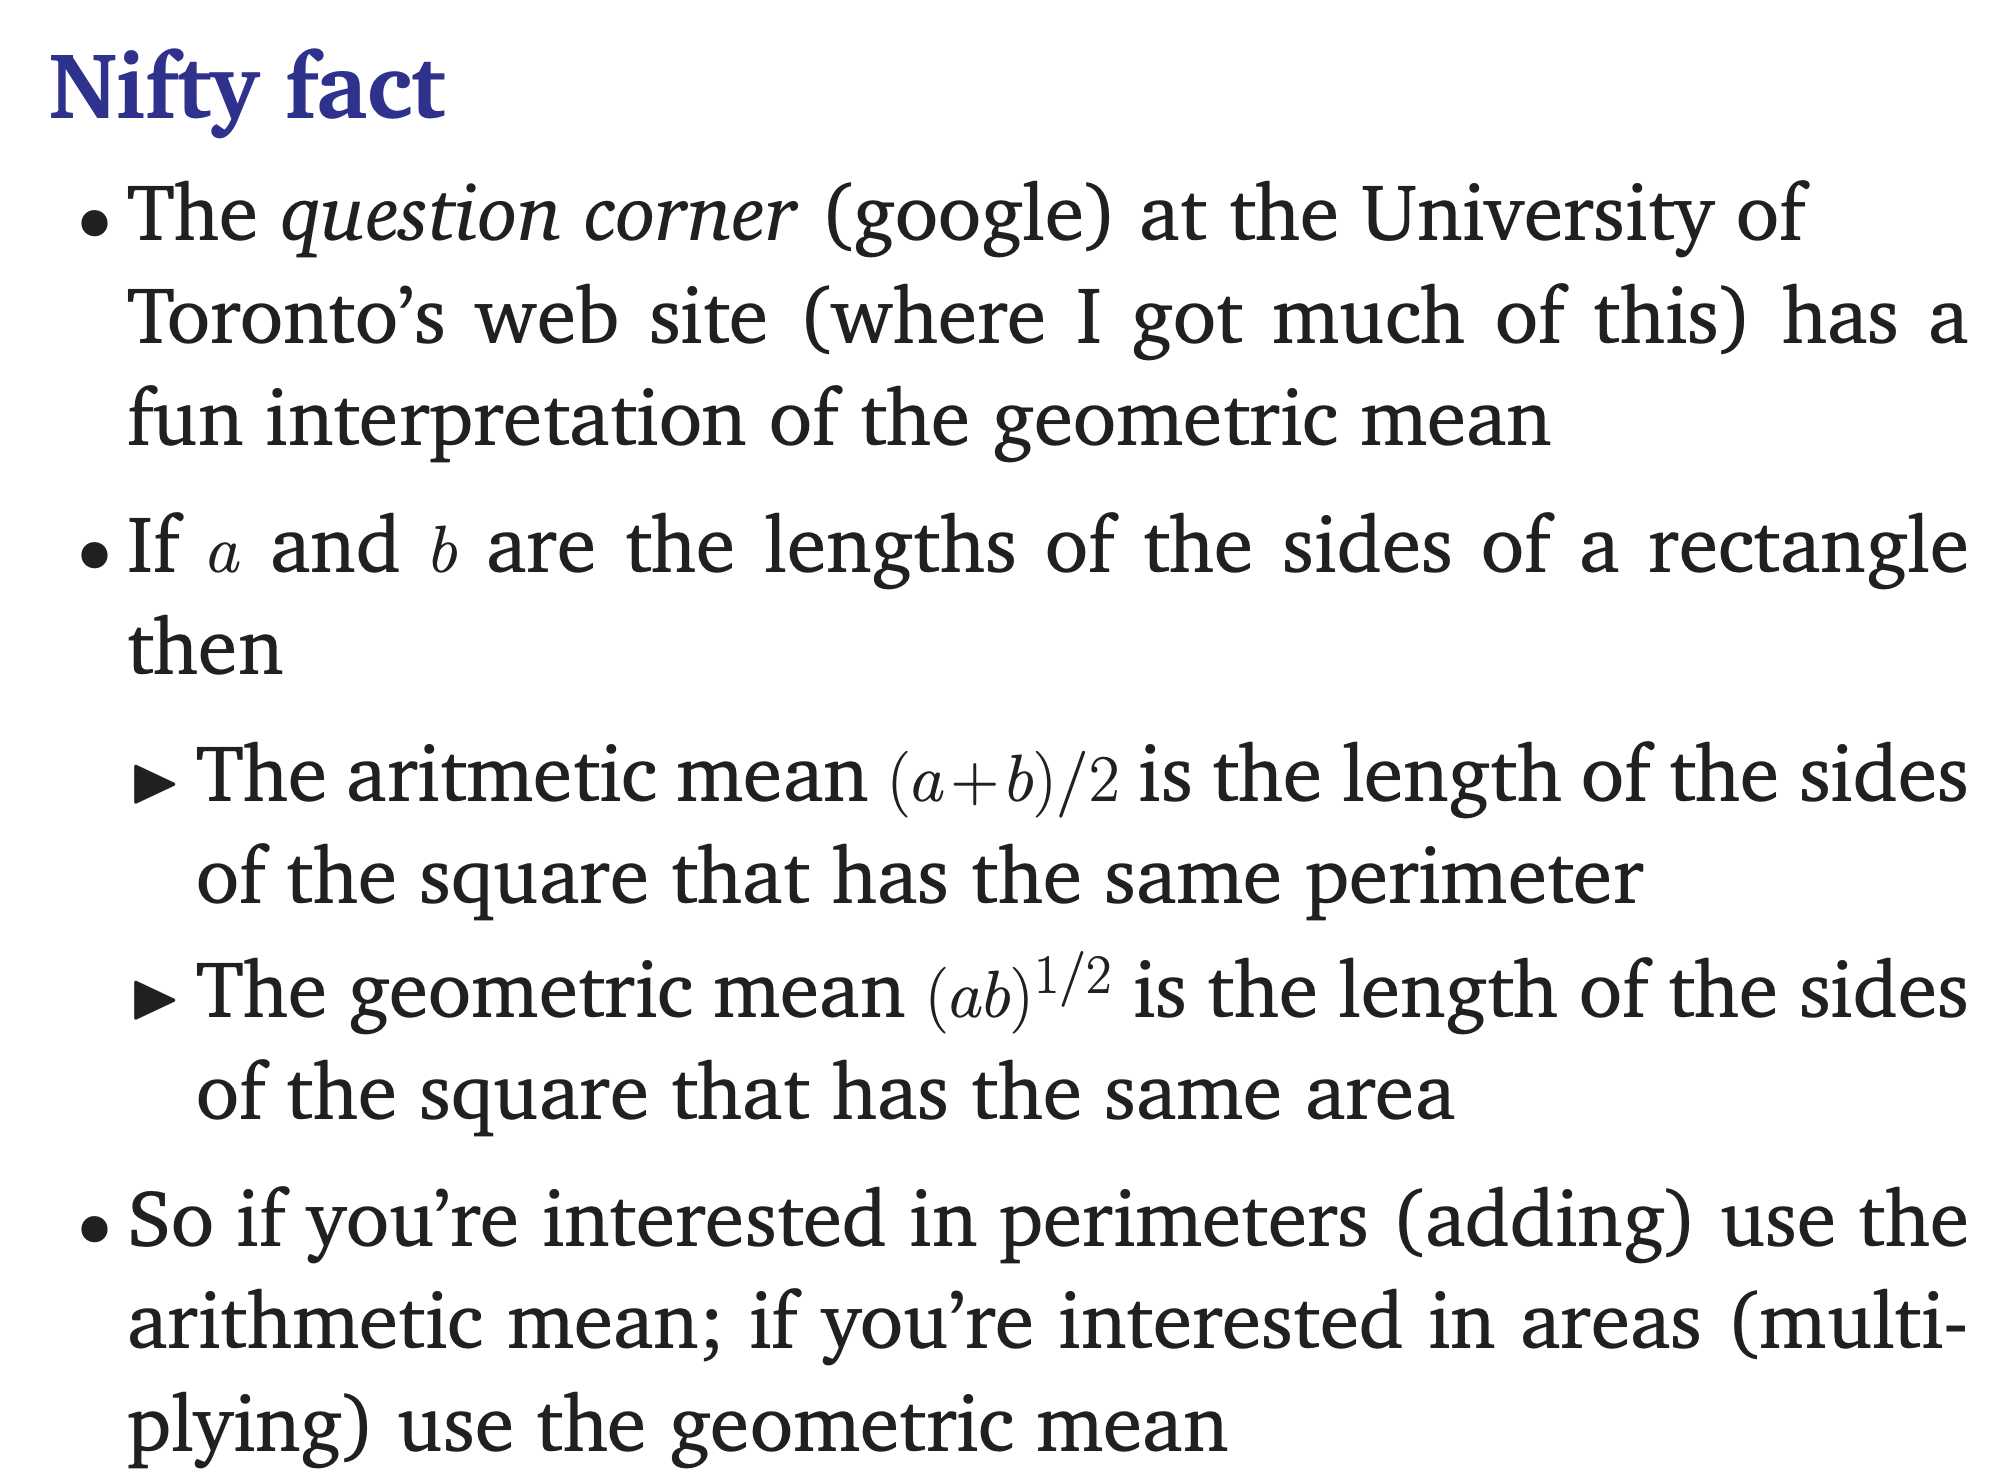 Nifty fact
• The question corner (google) at the University of
Toronto’s web site (where I got much of this) has a
fun interpretation of the geometric mean
• If a and b are the lengths of the sides of a rectangle
then
► The aritmetic mean (a+b)/2 is the length of the sides
of the square that has the same perimeter
► The geometric mean (ab)^{1/2} is the length of the sides
of the square that has the same area
• So if you’re interested in perimeters (adding) use the
arithmetic mean; if you’re interested in areas (multi-
plying) use the geometric mean